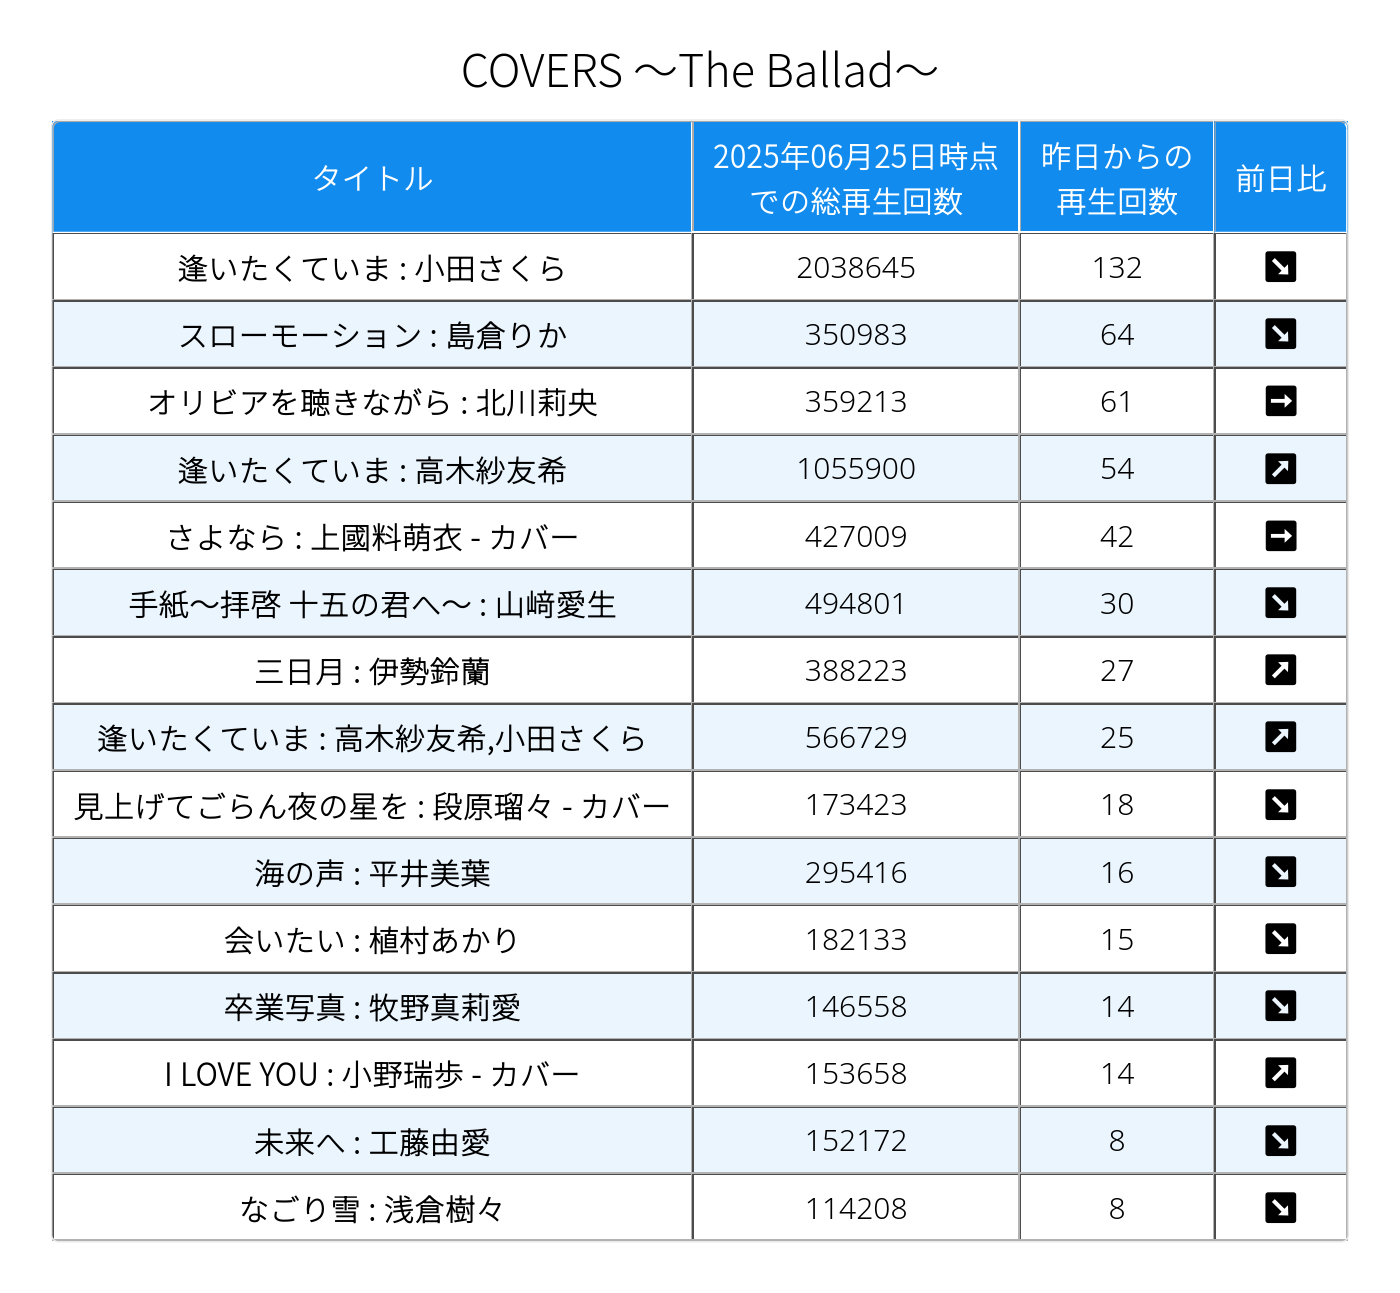 COVERS ～The Ballad～
タイトル 2025年06月25日時点での総再生回数 昨日からの再生回数 前日比
逢いたくていま : 小田さくら 2038645 132 ↘
スローモーション : 島倉りか 350983 64 ↘
オリビアを聴きながら : 北川莉央 359213 61 →
逢いたくていま : 高木紗友希 1055900 54 ↗
さよなら : 上國料萌衣 - カバー 427009 42 →
手紙～拝啓 十五の君へ～ : 山﨑愛生 494801 30 ↘
三日月 : 伊勢鈴蘭 388223 27 ↗
逢いたくていま : 高木紗友希,小田さくら 566729 25 ↗
見上げてごらん夜の星を : 段原瑠々 - カバー 173423 18 ↘
海の声 : 平井美葉 295416 16 ↘
会いたい : 植村あかり 182133 15 ↘
卒業写真 : 牧野真莉愛 146558 14 ↘
I LOVE YOU : 小野瑞歩 - カバー 153658 14 ↗
未来へ : 工藤由愛 152172 8 ↘
なごり雪 : 浅倉樹々 114208 8 ↘